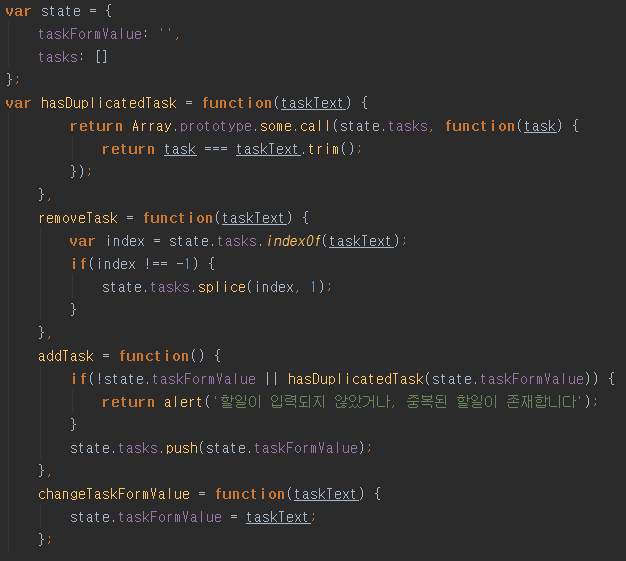 var state = {
    taskFormValue: '',
    tasks: []
};
var hasDuplicatedTask = function(taskText) {
        return Array.prototype.some.call(state.tasks, function(task) {
            return task === taskText.trim();
        });
    },
    removeTask = function(taskText) {
        var index = state.tasks.indexOf(taskText);
        if(index !== -1) {
            state.tasks.splice(index, 1);
        }
    },
    addTask = function() {
        if(!state.taskFormValue || hasDuplicatedTask(state.taskFormValue)) {
            return alert('할일이 입력되지 않았거나, 중복된 할일이 존재합니다');
        }
        state.tasks.push(state.taskFormValue);
    },
    changeTaskFormValue = function(taskText) {
        state.taskFormValue = taskText;
    };